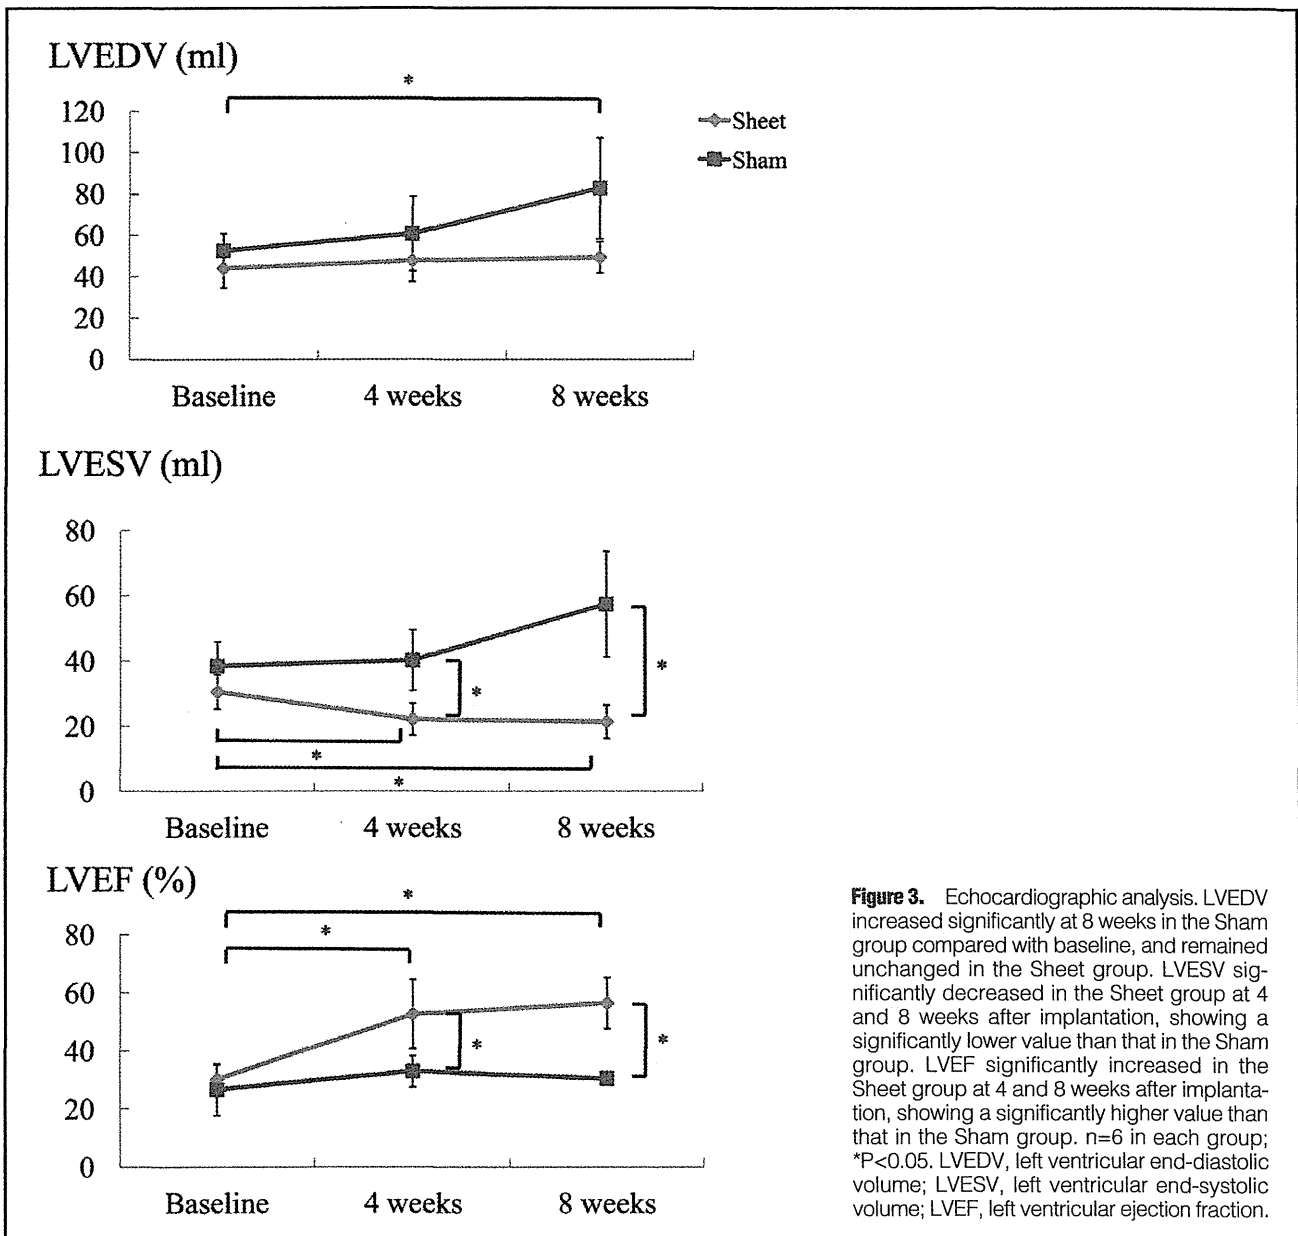 LVEDV (ml)
*
120
100
80
60
40
20
0
Baseline 4 weeks 8 weeks
Sheet
Sham
LVESV (ml)
80
60
40
20
0
*
*
*
*
Baseline 4 weeks 8 weeks
LVEF (%)
*
*
80
60
40
20
0
*
*
Baseline 4 weeks 8 weeks
Figure 3. Echocardiographic analysis. LVEDV
increased significantly at 8 weeks in the Sham
group compared with baseline, and remained
unchanged in the Sheet group. LVESV sig-
nificantly decreased in the Sheet group at 4
and 8 weeks after implantation, showing a
significantly lower value than that in the Sham
group. LVEF significantly increased in the
Sheet group at 4 and 8 weeks after implanta-
tion, showing a significantly higher value than
that in the Sham group. n=6 in each group;
*P<0.05. LVEDV, left ventricular end-diastolic
volume; LVESV, left ventricular end-systolic
volume; LVEF, left ventricular ejection fraction.